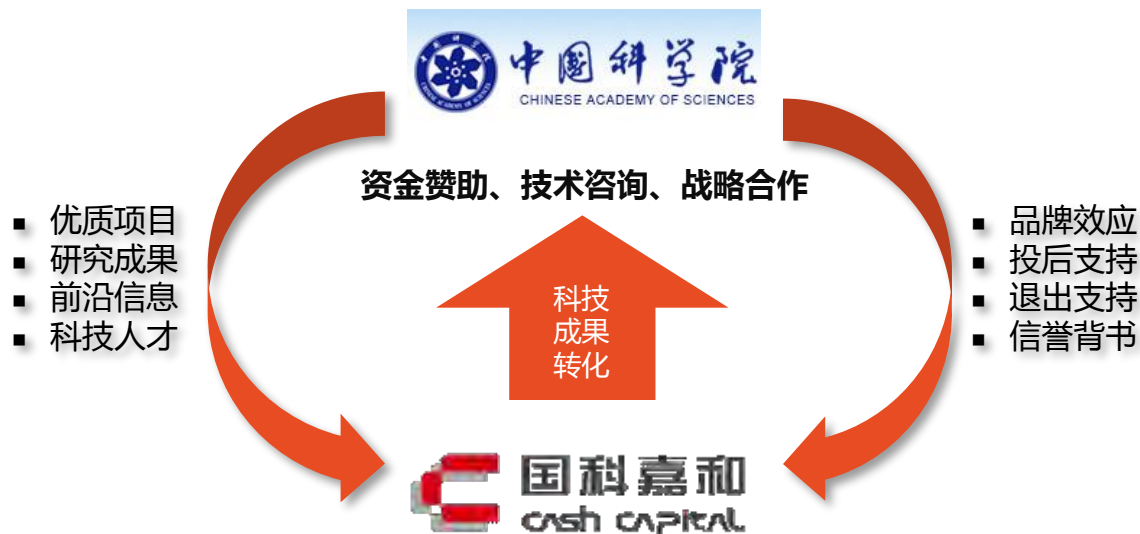 中国科学院
CHINESE ACADEMY OF SCIENCES
资金赞助、技术咨询、战略合作
优质项目
研究成果
前沿信息
科技人才
科技
成果
转化
品牌效应
投后支持
退出支持
信誉背书
国科嘉和
cash capital